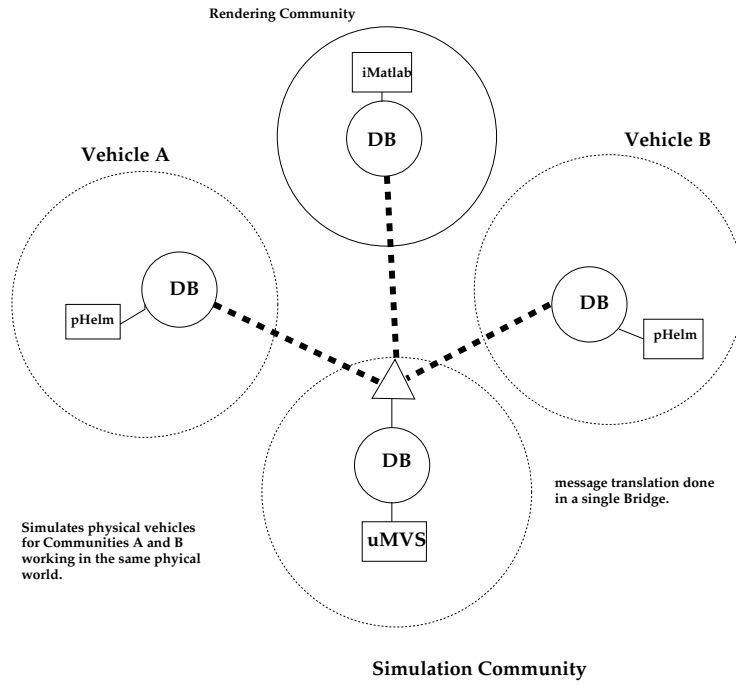 Rendering Community
iMatlab
DB
Vehicle A
Vehicle B
DB
pHelm
DB
pHelm
DB
uMVS
message translation done
in a single Bridge.
Simulates physical vehicles
for Communities A and B
working in the same phyical
world.
Simulation Community